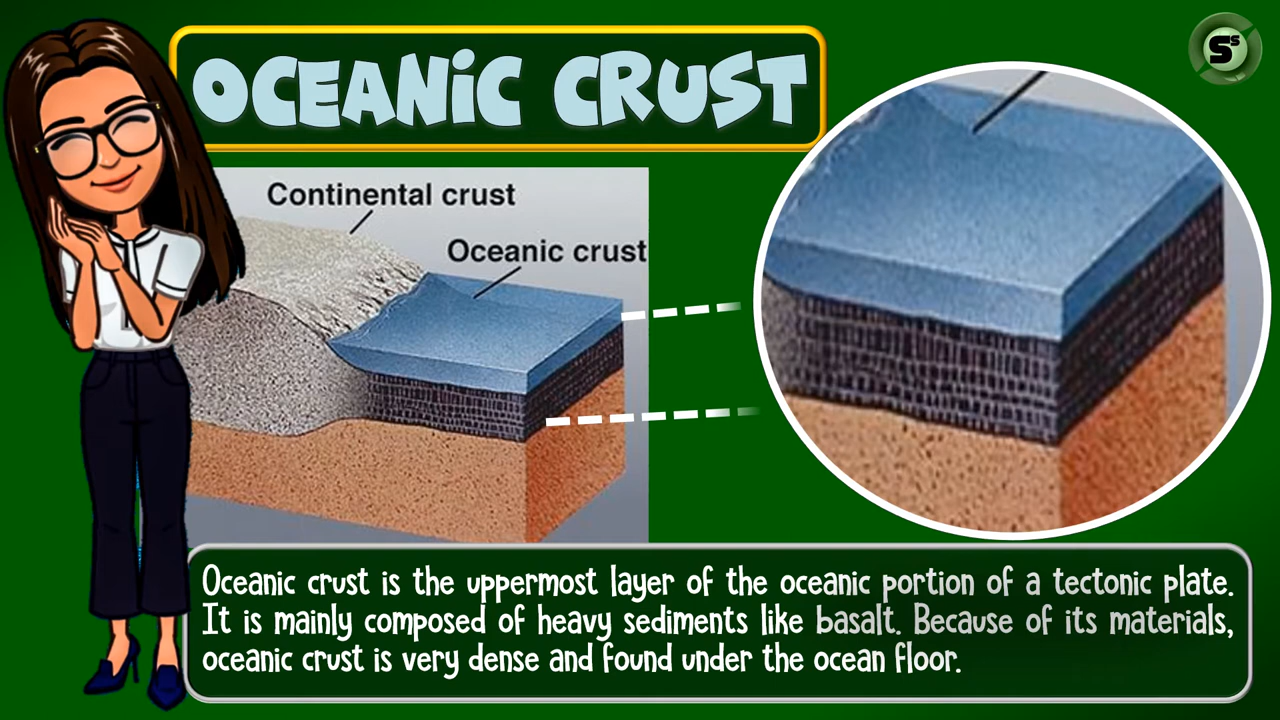 OCEANIC CRUST
Ss
Continental crust
Oceanic crust
Oceanic crust is the uppermost layer of the oceanic portion of a tectonic plate.
It is mainly composed of heavy sediments like basalt. Because of its materials,
oceanic crust is very dense and found under the ocean floor.